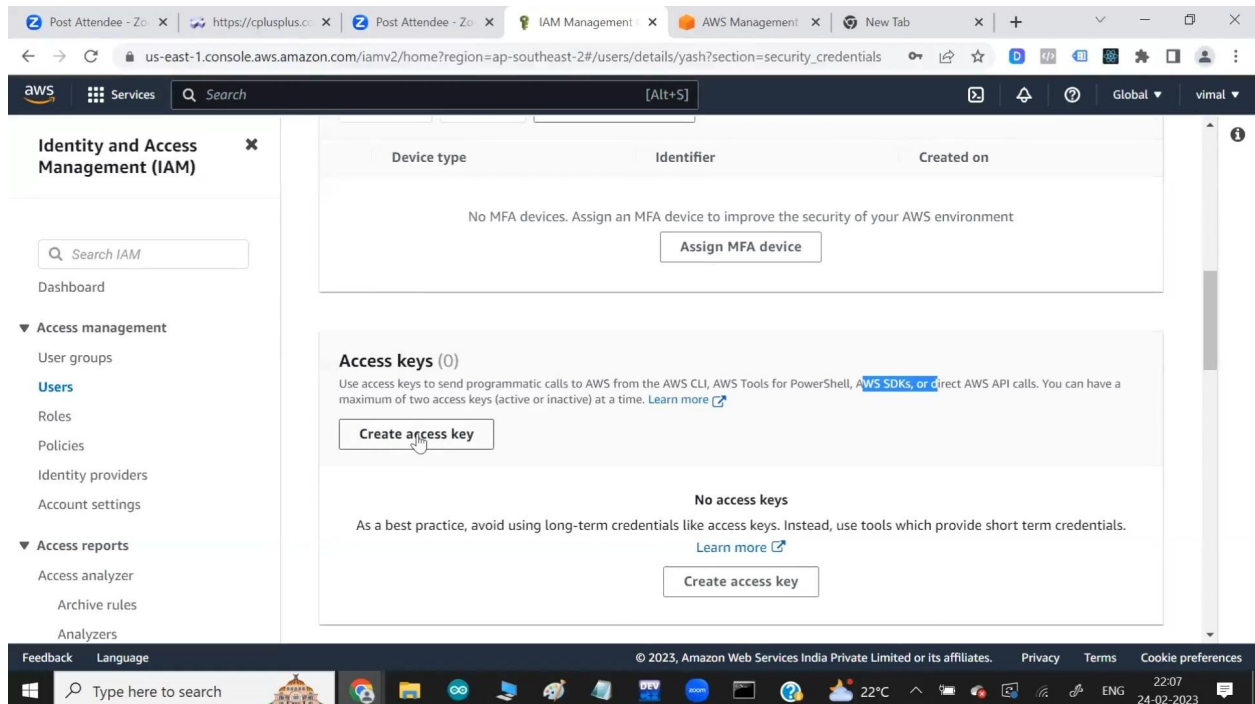 Post Attendee - Zo
https://cplusplus.co
Post Attendee - Zo
IAM Management
AWS Management
New Tab
us-east-1.console.aws.amazon.com/iamv2/home?region=ap-southeast-2#/users/details/yash?section=security_credentials
aws
Services
Search
[Alt+S]
Global
vimal
Identity and Access
Management (IAM)
Search IAM
Dashboard
Access management
User groups
Users
Roles
Policies
Identity providers
Account settings
Access reports
Access analyzer
Archive rules
Analyzers
Device type
Identifier
Created on
No MFA devices. Assign an MFA device to improve the security of your AWS environment
Assign MFA device
Access keys (0)
Use access keys to send programmatic calls to AWS from the AWS CLI, AWS Tools for PowerShell, AWS SDKs, or direct AWS API calls. You can have a
maximum of two access keys (active or inactive) at a time. Learn more
Create access key
No access keys
As a best practice, avoid using long-term credentials like access keys. Instead, use tools which provide short term credentials.
Learn more
Create access key
Feedback
Language
© 2023, Amazon Web Services India Private Limited or its affiliates.
Privacy
Terms
Cookie preferences
Type here to search
DEV
zoom
22°C
ENG
22:07
24-02-2023